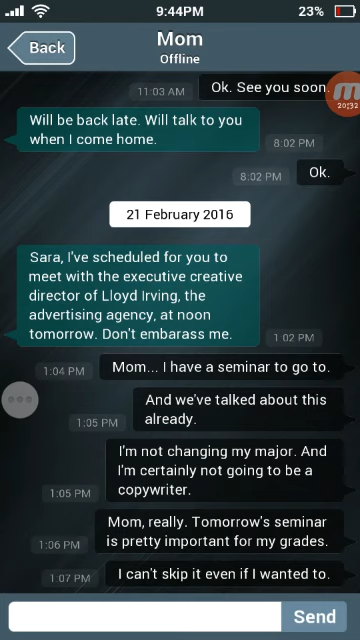 9:44PM
23%
Back
Mom
Offline
11:03 AM
Ok. See you soon.
20:32
Will be back late. Will talk to you
when I come home.
8:02 PM
8:02 PM
Ok.
21 February 2016
Sara, I've scheduled for you to
meet with the executive creative
director of Lloyd Irving, the
advertising agency, at noon
tomorrow. Don't embarass me.
1:02 PM
1:04 PM
Mom... I have a seminar to go to.
And we've talked about this
already.
1:05 PM
I'm not changing my major. And
I'm certainly not going to be a
copywriter.
1:05 PM
Mom, really. Tomorrow's seminar
is pretty important for my grades.
1:06 PM
1:07 PM
I can't skip it even if I wanted to.
Send